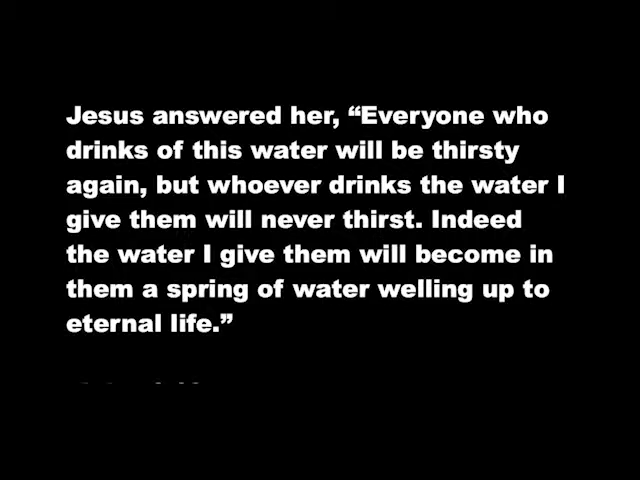 Jesus answered her, “Everyone who
drinks of this water will be thirsty
again, but whoever drinks the water I
give them will never thirst. Indeed
the water I give them will become in
them a spring of water welling up to
eternal life.”